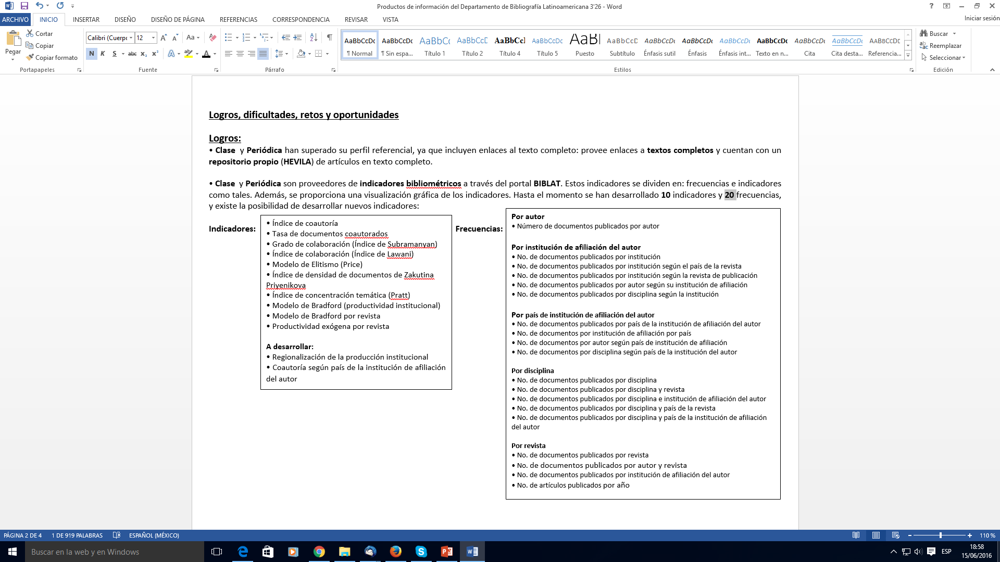 Productos de información del Departamento de Bibliografía Latinoamericana 3'26 - Word
Iniciar sesión
ARCHIVO INICIO INSERTAR DISEÑO DISEÑO DE PÁGINA REFERENCIAS CORRESPONDENCIA REVISAR VISTA
Pegar
Cortar
Copiar
Copiar formato
Portapapeles
Calibri (Cuerpo 12
N K S abc x₂ x²
Fuente
Párrafo
AaBbCcDc AaBbCcDc AaBbCc AaBbCcD AaBbCc] AaBbCcDc AaB| AaBbCcD AaBbCcDc AaBbCcDc AaBbCcDc AaBbCcDc AaBbCcDc AaBbCcDc AaBbCcDc
¶ Normal ¶ Sin espa... Título 1 Título 2 Título 4 Título 5 Puesto Subtítulo Énfasis sutil Énfasis Énfasis int... Texto en n... Cita Cita desta... Referencia...
Estilos
Buscar
Reemplazar
Seleccionar
Edición
Logros, dificultades, retos y oportunidades
Logros:
• Clase y Periódica han superado su perfil referencial, ya que incluyen enlaces al texto completo: provee enlaces a textos completos y cuentan con un
repositorio propio (HEVILA) de artículos en texto completo.
• Clase y Periódica son proveedores de indicadores bibliométricos a través del portal BIBLAT. Estos indicadores se dividen en: frecuencias e indicadores
como tales. Además, se proporciona una visualización gráfica de los indicadores. Hasta el momento se han desarrollado 10 indicadores y 20 frecuencias,
y existe la posibilidad de desarrollar nuevos indicadores:
Indicadores:
• Índice de coautoría
• Tasa de documentos coautorados
• Grado de colaboración (Índice de Subramanyan)
• Índice de colaboración (Índice de Lawani)
• Modelo de Elitismo (Price)
• Índice de densidad de documentos de Zakutina
Priyenikova
• Índice de concentración temática (Pratt)
• Modelo de Bradford (productividad institucional)
• Modelo de Bradford por revista
• Productividad exógena por revista
A desarrollar:
• Regionalización de la producción institucional
• Coautoría según país de la institución de afiliación
del autor
Frecuencias:
Por autor
• Número de documentos publicados por autor
Por institución de afiliación del autor
• No. de documentos publicados por institución
• No. de documentos publicados por institución según el país de la revista
• No. de documentos publicados por institución según la revista de publicación
• No. de documentos publicados por autor según su institución de afiliación
• No. de documentos publicados por disciplina según la institución
Por país de institución de afiliación del autor
• No. de documentos publicados por país de la institución de afiliación del autor
• No. de documentos por institución de afiliación por país
• No. de documentos por autor según país de institución de afiliación
• No. de documentos por disciplina según país de la institución del autor
Por disciplina
• No. de documentos publicados por disciplina
• No. de documentos publicados por disciplina y revista
• No. de documentos publicados por disciplina e institución de afiliación del autor
• No. de documentos publicados por disciplina y país de la revista
• No. de documentos publicados por disciplina y país de la institución de afiliación
del autor
Por revista
• No. de documentos publicados por revista
• No. de documentos publicados por autor y revista
• No. de documentos publicados por institución de afiliación del autor
• No. de artículos publicados por año
PÁGINA 2 DE 4 1 DE 919 PALABRAS ESPAÑOL (MÉXICO) 110 %
Buscar en la web y en Windows
ESP
18:58
15/06/2016